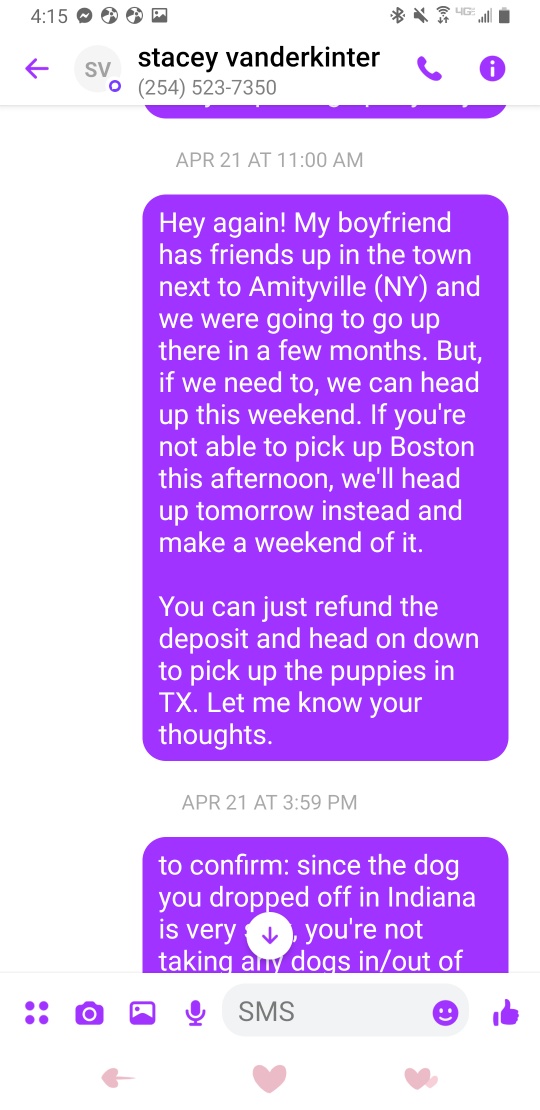 4:15
4G
SV
stacey vanderkinter
(254) 523-7350
APR 21 AT 11:00 AM
Hey again! My boyfriend
has friends up in the town
next to Amityville (NY) and
we were going to go up
there in a few months. But,
if we need to, we can head
up this weekend. If you're
not able to pick up Boston
this afternoon, we'll head
up tomorrow instead and
make a weekend of it.
You can just refund the
deposit and head on down
to pick up the puppies in
TX. Let me know your
thoughts.
APR 21 AT 3:59 PM
to confirm: since the dog
you dropped off in Indiana
is very , you're not
taking any dogs in/out of
SMS